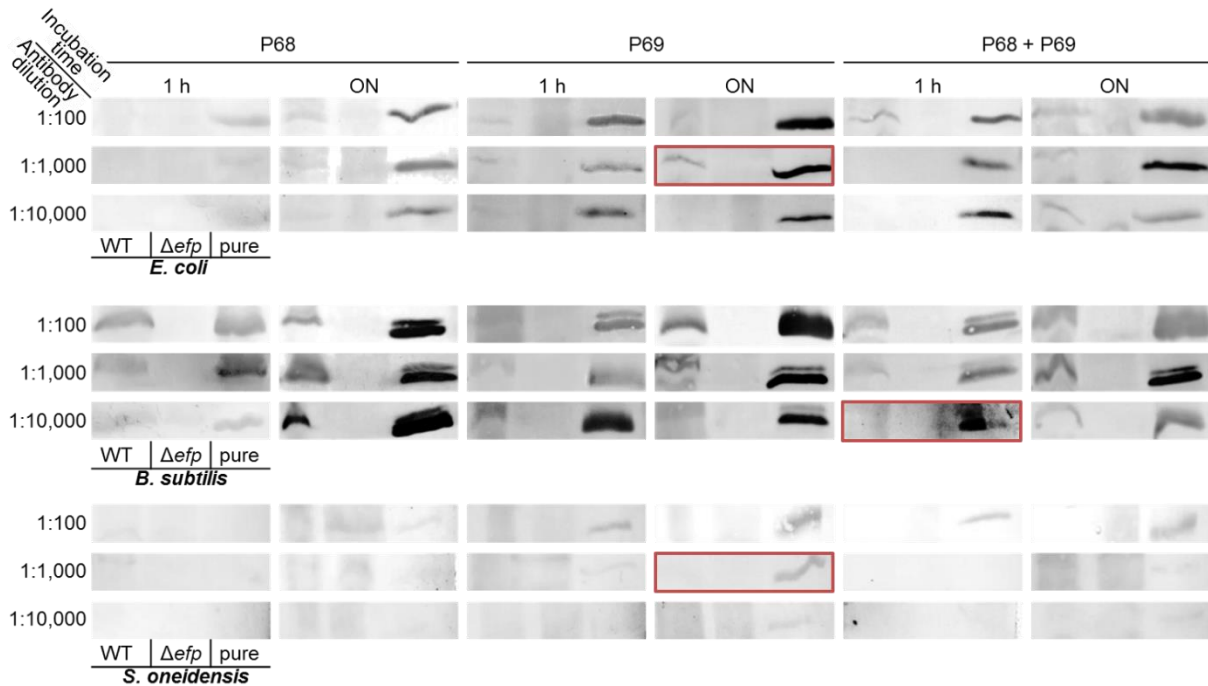 Incubation
time
Antibody
dilution
P68 P69 P68 + P69
1 h ON 1 h ON 1 h ON
1:100
1:1,000
1:10,000
WT Δefp pure
E. coli
1:100
1:1,000
1:10,000
WT Δefp pure
B. subtilis
1:100
1:1,000
1:10,000
WT Δefp pure
S. oneidensis